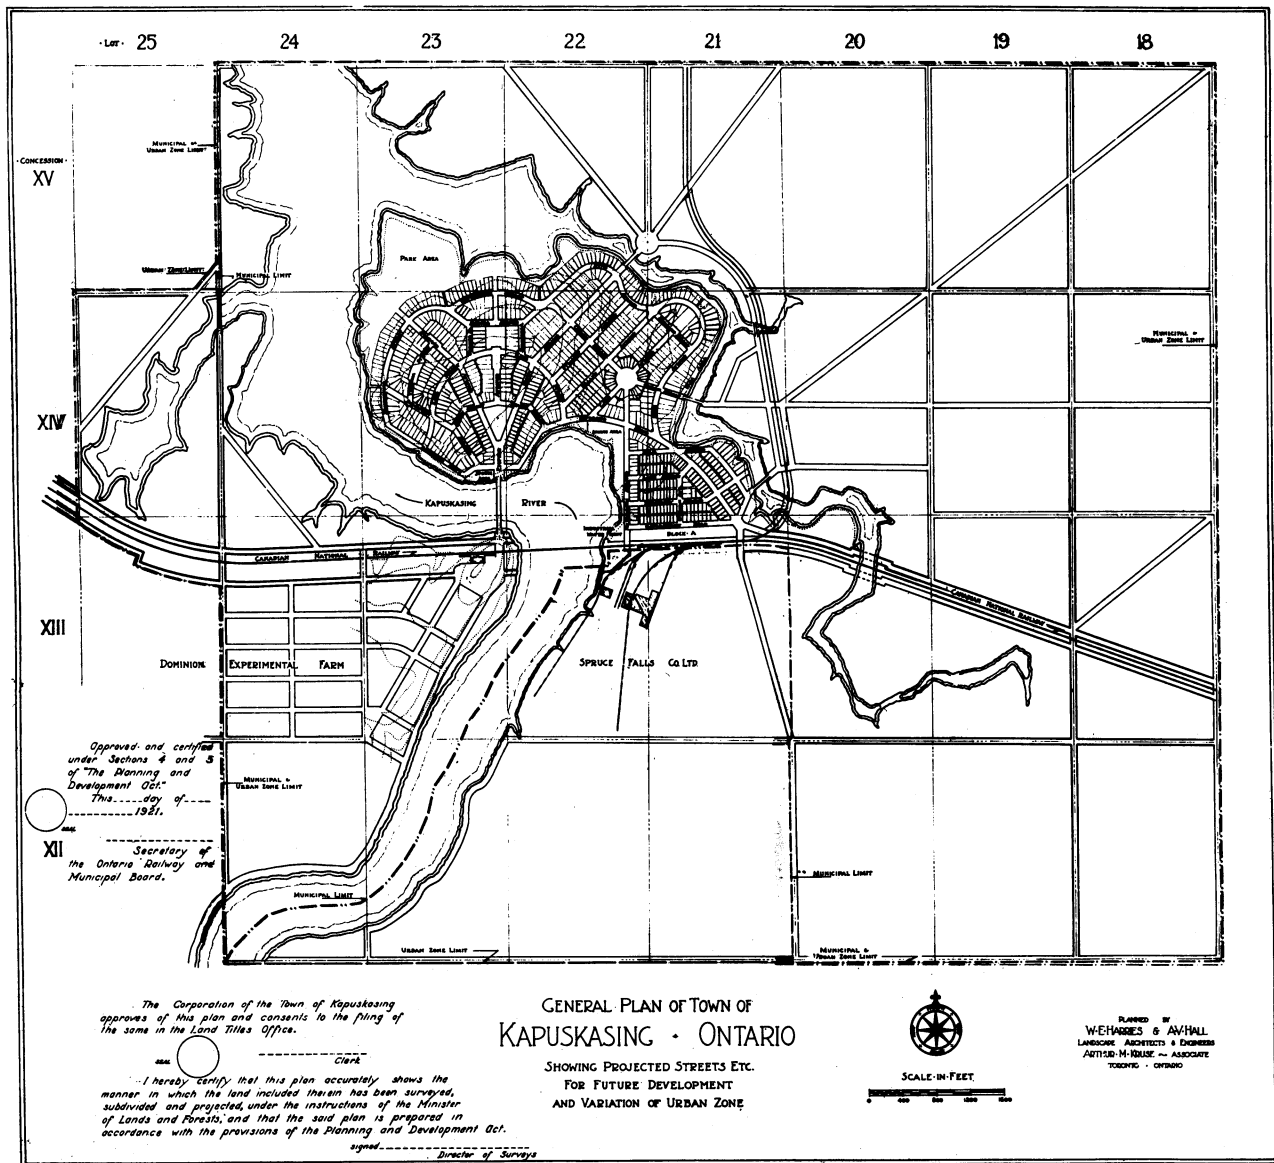 · LOT · 25 24 23 22 21 20 19 18
MUNICIPAL &
URBAN ZONE LIMIT
· CONCESSION ·
XV
PARK AREA
URBAN ZONE LIMIT
MUNICIPAL LIMIT
MUNICIPAL &
URBAN ZONE LIMIT
XIV
KAPUSKASING RIVER
BLOCK · A
CANADIAN NATIONAL RAILWAY
CANADIAN NATIONAL RAILWAY
XIII
DOMINION EXPERIMENTAL FARM
SPRUCE FALLS CO. LTD.
Approved and certified
under Sections 4 and 5
of "The Planning and
Development Act."
This ...... day of ......
............ 1921.
SEAL
MUNICIPAL &
URBAN ZONE LIMIT
XII
Secretary of
the Ontario Railway and
Municipal Board.
MUNICIPAL LIMIT
MUNICIPAL LIMIT
URBAN ZONE LIMIT
MUNICIPAL &
URBAN ZONE LIMIT
The Corporation of the Town of Kapuskasing
approves of this plan and consents to the filing of
the same in the Land Titles Office.
SEAL
Clerk
I hereby certify that this plan accurately shows the
manner in which the land included therein has been surveyed,
subdivided and projected, under the instructions of the Minister
of Lands and Forests, and that the said plan is prepared in
accordance with the provisions of the Planning and Development Act.
signed
Director of Surveys
GENERAL PLAN OF TOWN OF
KAPUSKASING · ONTARIO
SHOWING PROJECTED STREETS ETC.
FOR FUTURE DEVELOPMENT
AND VARIATION OF URBAN ZONE
SCALE · IN · FEET
0 400 800 1200 1600
PLANNED BY
W·E·HARRIES & A·V·HALL
LANDSCAPE ARCHITECTS & ENGINEERS
ARTHUR · M · KRUSE ~ ASSOCIATE
TORONTO · ONTARIO